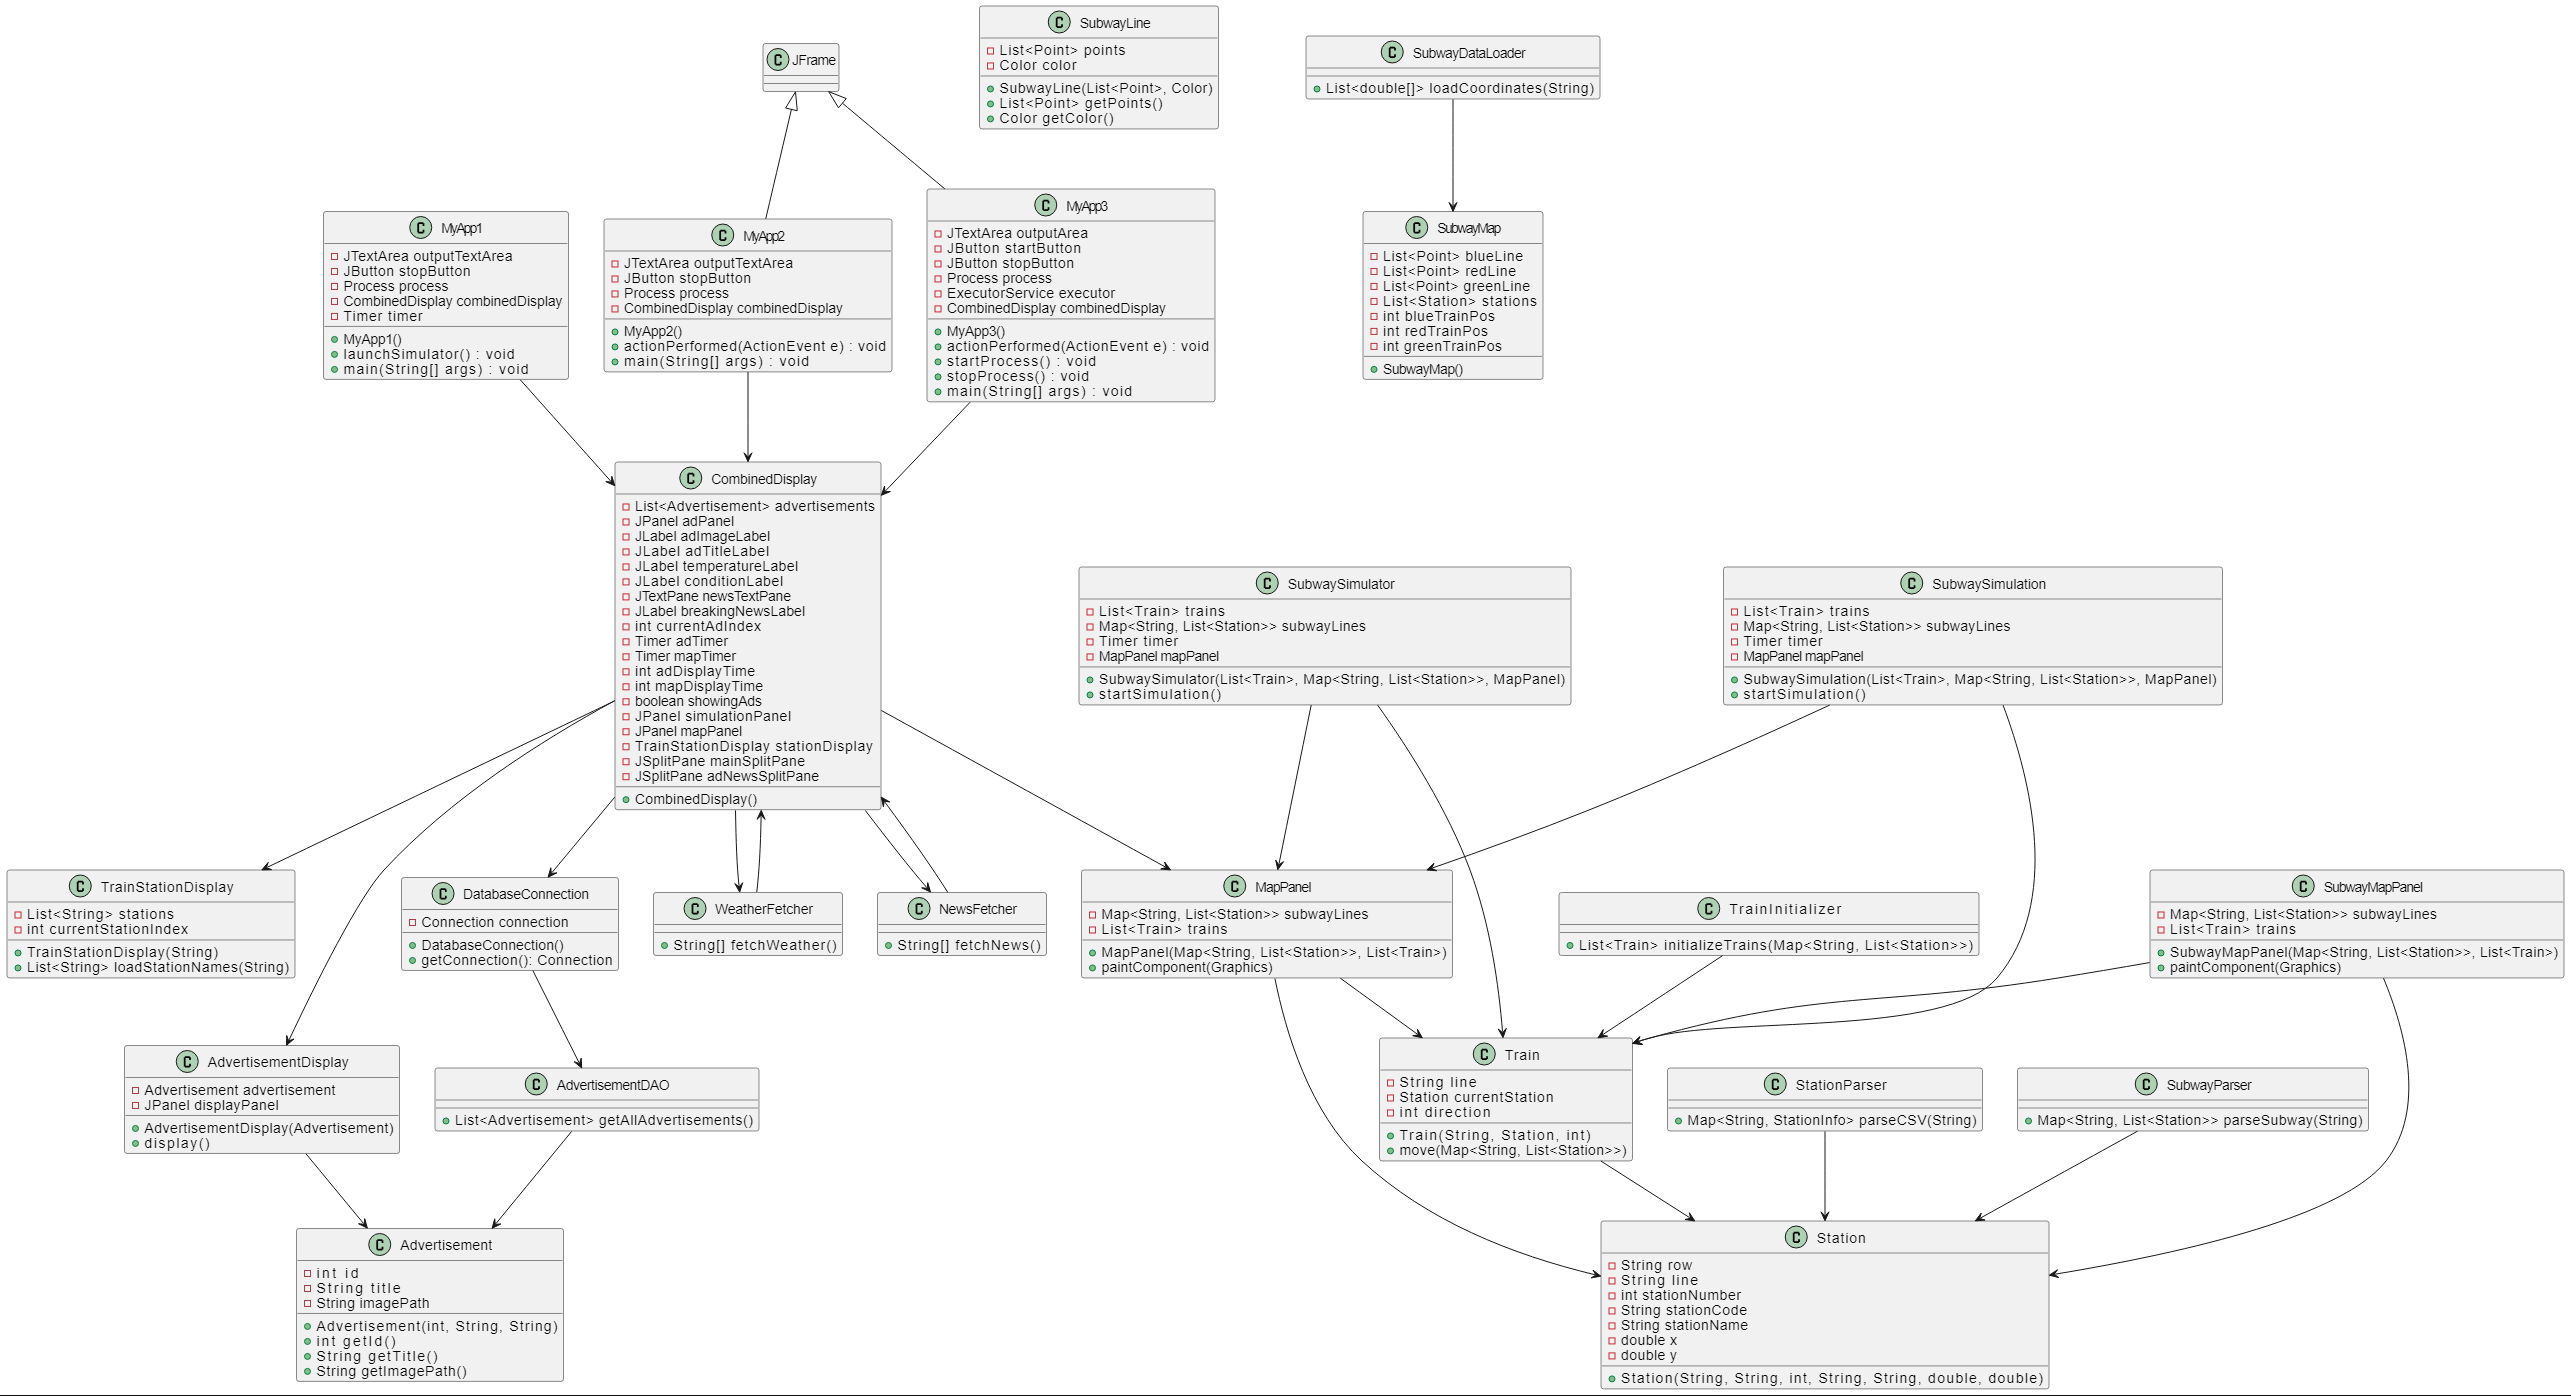 C JFrame
C SubwayLine
List<Point> points
Color color
SubwayLine(List<Point>, Color)
List<Point> getPoints()
Color getColor()
C SubwayDataLoader
List<double[]> loadCoordinates(String)
C MyApp1
JTextArea outputTextArea
JButton stopButton
Process process
CombinedDisplay combinedDisplay
Timer timer
MyApp1()
launchSimulator() : void
main(String[] args) : void
C MyApp2
JTextArea outputTextArea
JButton stopButton
Process process
CombinedDisplay combinedDisplay
MyApp2()
actionPerformed(ActionEvent e) : void
main(String[] args) : void
C MyApp3
JTextArea outputArea
JButton startButton
JButton stopButton
Process process
ExecutorService executor
CombinedDisplay combinedDisplay
MyApp3()
actionPerformed(ActionEvent e) : void
startProcess() : void
stopProcess() : void
main(String[] args) : void
C SubwayMap
List<Point> blueLine
List<Point> redLine
List<Point> greenLine
List<Station> stations
int blueTrainPos
int redTrainPos
int greenTrainPos
SubwayMap()
C CombinedDisplay
List<Advertisement> advertisements
JPanel adPanel
JLabel adImageLabel
JLabel adTitleLabel
JLabel temperatureLabel
JLabel conditionLabel
JTextPane newsTextPane
JLabel breakingNewsLabel
int currentAdIndex
Timer adTimer
Timer mapTimer
int adDisplayTime
int mapDisplayTime
boolean showingAds
JPanel simulationPanel
JPanel mapPanel
TrainStationDisplay stationDisplay
JSplitPane mainSplitPane
JSplitPane adNewsSplitPane
CombinedDisplay()
C SubwaySimulator
List<Train> trains
Map<String, List<Station>> subwayLines
Timer timer
MapPanel mapPanel
SubwaySimulator(List<Train>, Map<String, List<Station>>, MapPanel)
startSimulation()
C SubwaySimulation
List<Train> trains
Map<String, List<Station>> subwayLines
Timer timer
MapPanel mapPanel
SubwaySimulation(List<Train>, Map<String, List<Station>>, MapPanel)
startSimulation()
C TrainStationDisplay
List<String> stations
int currentStationIndex
TrainStationDisplay(String)
List<String> loadStationNames(String)
C DatabaseConnection
Connection connection
DatabaseConnection()
getConnection(): Connection
C WeatherFetcher
String[] fetchWeather()
C NewsFetcher
String[] fetchNews()
C MapPanel
Map<String, List<Station>> subwayLines
List<Train> trains
MapPanel(Map<String, List<Station>>, List<Train>)
paintComponent(Graphics)
C TrainInitializer
List<Train> initializeTrains(Map<String, List<Station>>)
C SubwayMapPanel
Map<String, List<Station>> subwayLines
List<Train> trains
SubwayMapPanel(Map<String, List<Station>>, List<Train>)
paintComponent(Graphics)
C AdvertisementDisplay
Advertisement advertisement
JPanel displayPanel
AdvertisementDisplay(Advertisement)
display()
C AdvertisementDAO
List<Advertisement> getAllAdvertisements()
C Train
String line
Station currentStation
int direction
Train(String, Station, int)
move(Map<String, List<Station>>)
C StationParser
Map<String, StationInfo> parseCSV(String)
C SubwayParser
Map<String, List<Station>> parseSubway(String)
C Advertisement
int id
String title
String imagePath
Advertisement(int, String, String)
int getId()
String getTitle()
String getImagePath()
C Station
String row
String line
int stationNumber
String stationCode
String stationName
double x
double y
Station(String, String, int, String, String, double, double)